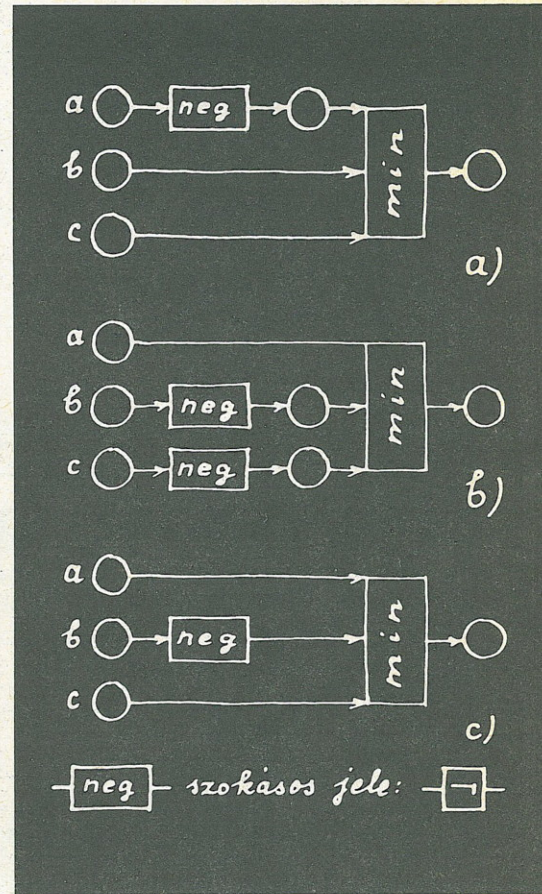 a neg
b min
c
a)
a
b neg min
c neg
b)
a
b neg min
c
c)
neg szokásos jele: ¬